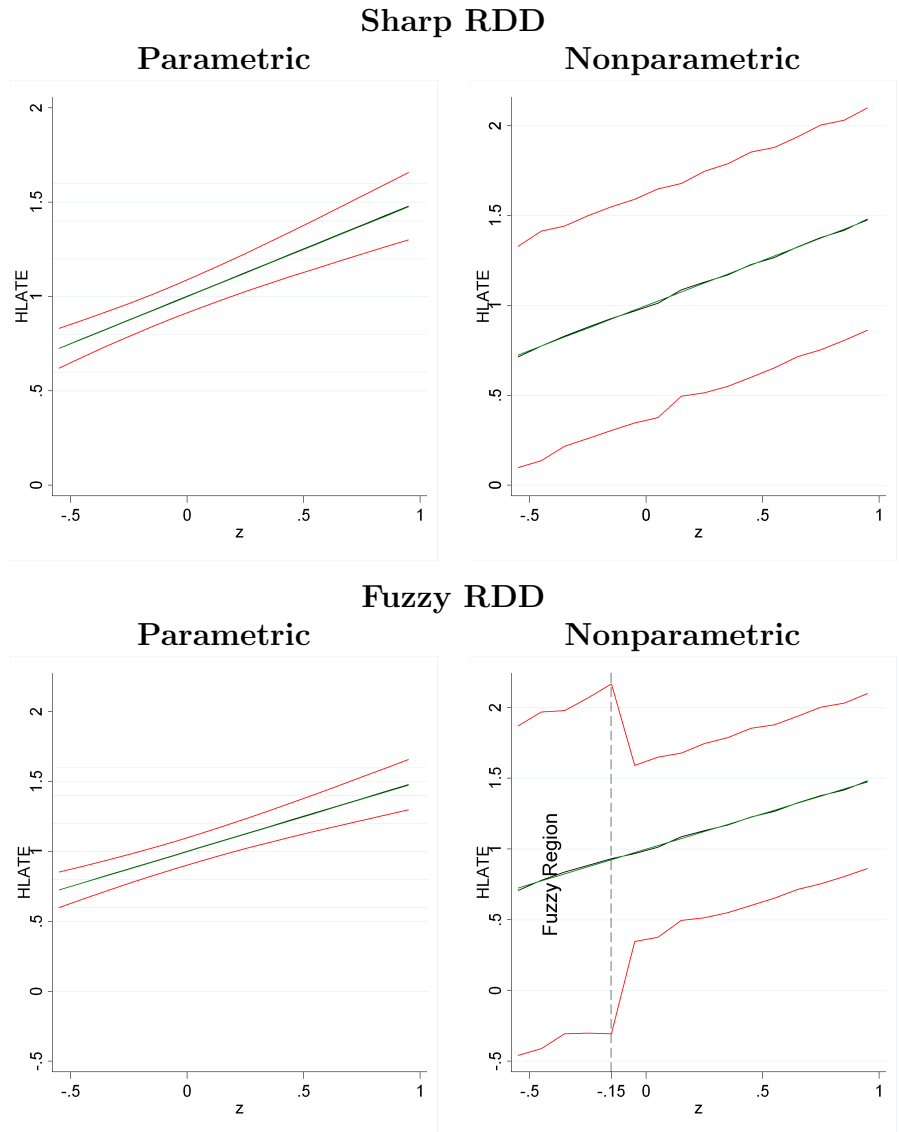 Sharp RDD
Parametric
Nonparametric
HLATE
2
1.5
1
.5
0
-.5 0 .5 1
z
HLATE
2
1.5
1
.5
0
-.5 0 .5 1
z
Fuzzy RDD
Parametric
Nonparametric
HLATE
2
1.5
1
.5
0
-.5
-.5 0 .5 1
z
HLATE
2
1.5
1
.5
0
-.5
Fuzzy Region
-.5 -.15 0 .5 1
z